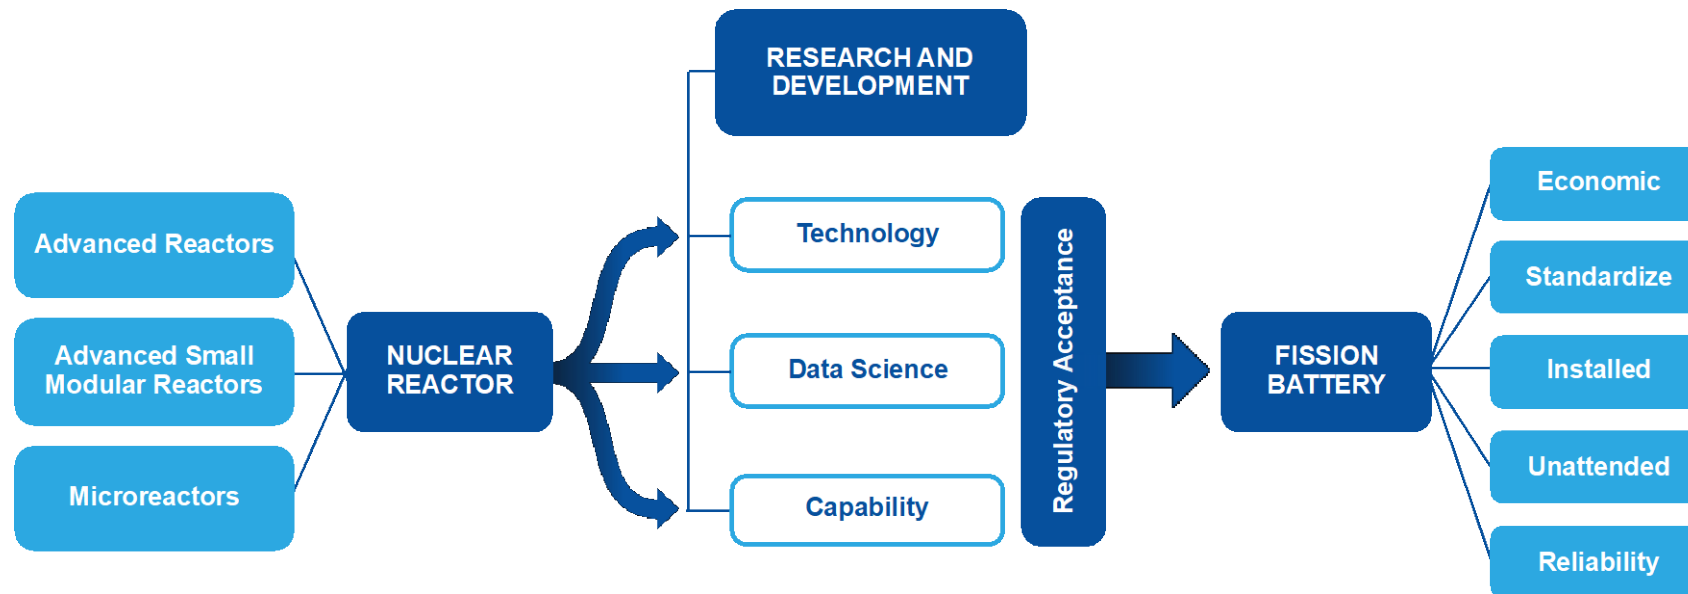 RESEARCH AND
DEVELOPMENT
Advanced Reactors
Advanced Small
Modular Reactors
Microreactors
NUCLEAR
REACTOR
Technology
Data Science
Capability
Regulatory Acceptance
FISSION
BATTERY
Economic
Standardize
Installed
Unattended
Reliability